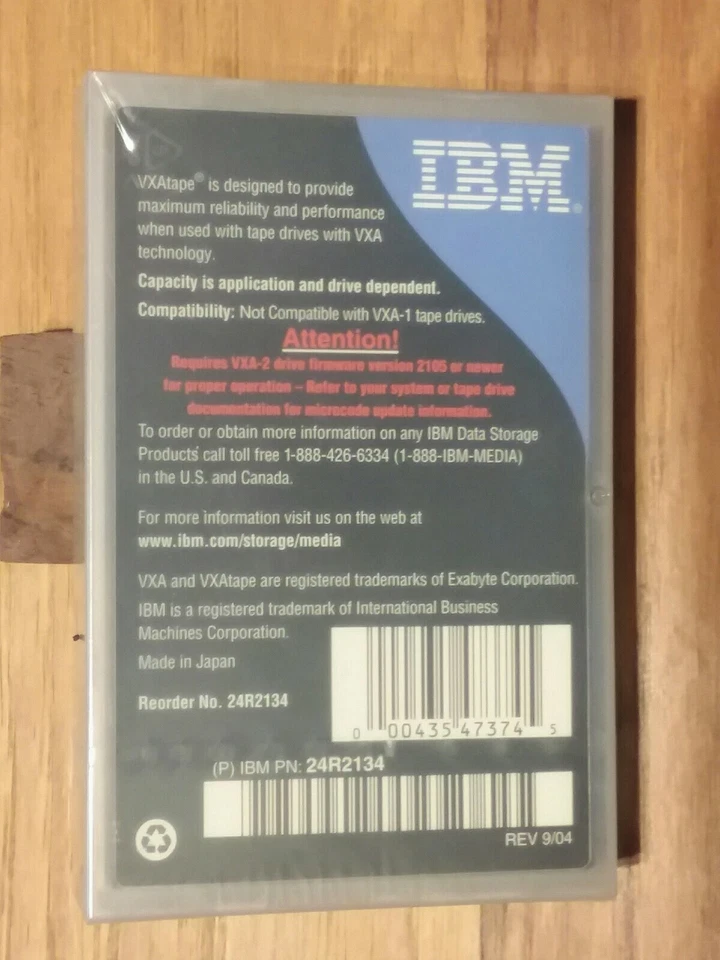 IBM®
VXAtape® is designed to provide
maximum reliability and performance
when used with tape drives with VXA
technology.
Capacity is application and drive dependent.
Compatibility: Not Compatible with VXA-1 tape drives.
Attention!
Requires VXA-2 drive firmware version 2105 or newer
for proper operation – Refer to your system or tape drive
documentation for microcode update information.
To order or obtain more information on any IBM Data Storage
Products call toll free 1-888-426-6334 (1-888-IBM-MEDIA)
in the U.S. and Canada.
For more information visit us on the web at
www.ibm.com/storage/media
VXA and VXAtape are registered trademarks of Exabyte Corporation.
IBM is a registered trademark of International Business
Machines Corporation.
Made in Japan
Reorder No. 24R2134
0 00435 47374 5
(P) IBM PN: 24R2134
REV 9/04